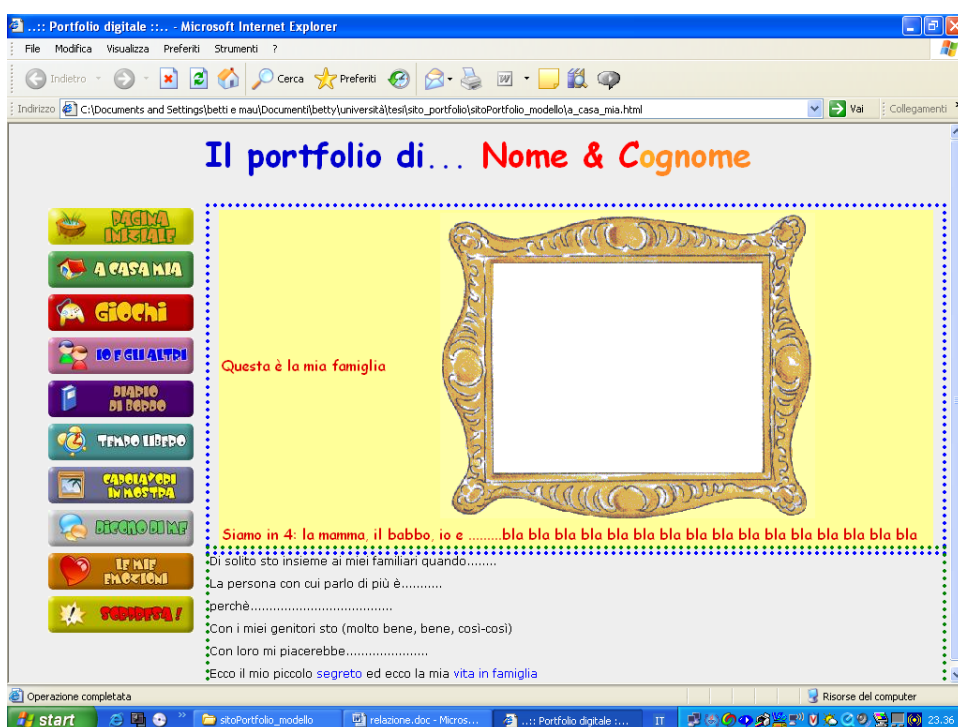 ..:: Portfolio digitale ::.. - Microsoft Internet Explorer
File Modifica Visualizza Preferiti Strumenti ?
Indietro Cerca Preferiti
Indirizzo C:\Documents and Settings\betti e mau\Documenti\betty\università\tesi\sito_portfolio\sitoPortfolio_modello\a_casa_mia.html Vai Collegamenti
Il portfolio di... Nome & Cognome
PAGINA
INIZIALE
A CASA MIA
GIOCHI
IO E GLI ALTRI
DIARIO
DI BORDO
TEMPO LIBERO
CAPOLAVORI
IN MOSTRA
DICONO DI ME
LE MIE
EMOZIONI
SORPRESA !
Questa è la mia famiglia
Siamo in 4: la mamma, il babbo, io e .........bla bla bla bla bla bla bla bla bla bla bla bla bla bla bla bla
Di solito sto insieme ai miei familiari quando........
La persona con cui parlo di più è...........
perchè......................................
Con i miei genitori sto (molto bene, bene, così-così)
Con loro mi piacerebbe......................
Ecco il mio piccolo segreto ed ecco la mia vita in famiglia
Operazione completata Risorse del computer
start sitoPortfolio_modello relazione.doc - Micros... ..:: Portfolio digitale :... IT 23.36